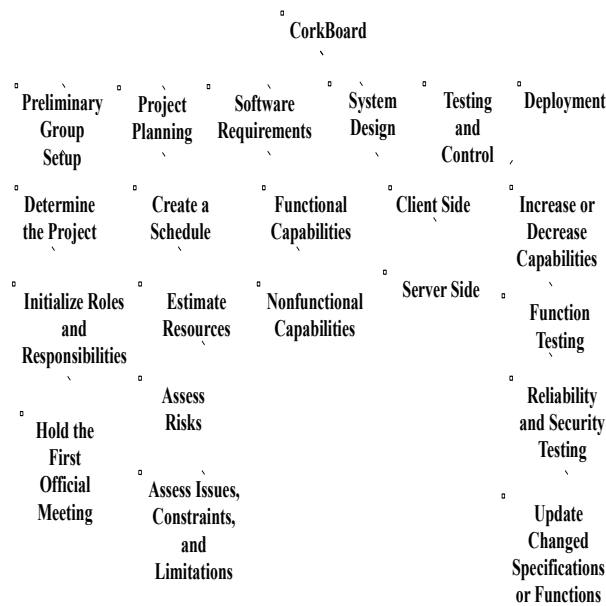 CorkBoard
Preliminary
Group
Setup
Project
Planning
Software
Requirements
System
Design
Testing
and
Control
Deployment
Determine
the Project
Create a
Schedule
Functional
Capabilities
Client Side
Increase or
Decrease
Capabilities
Initialize Roles
and
Responsibilities
Estimate
Resources
Nonfunctional
Capabilities
Server Side
Function
Testing
Hold the
First
Official
Meeting
Assess
Risks
Reliability
and Security
Testing
Assess Issues,
Constraints,
and
Limitations
Update
Changed
Specifications
or Functions